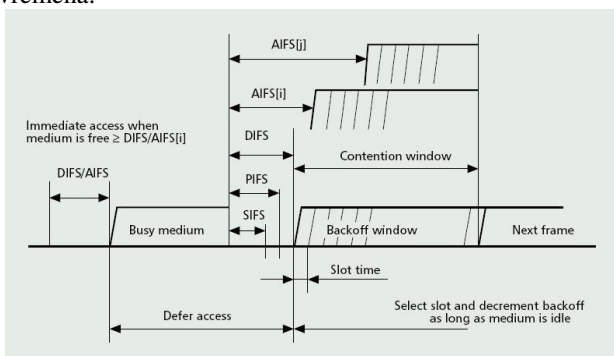 vremena.
AIFS[j]
AIFS[i]
Immediate access when
medium is free ≥ DIFS/AIFS[i]
DIFS
Contention window
DIFS/AIFS
PIFS
SIFS
Busy medium
Backoff window
Next frame
Slot time
Defer access
Select slot and decrement backoff
as long as medium is idle